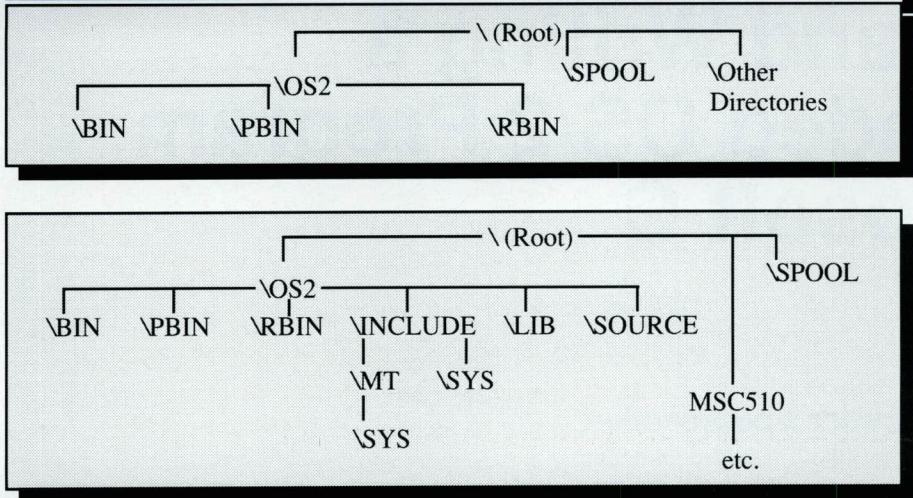 \ (Root)
\OS2 \SPOOL \Other
Directories
\BIN \PBIN \RBIN
\ (Root)
\SPOOL
\OS2
\BIN \PBIN \RBIN \INCLUDE \LIB \SOURCE
\MT \SYS
MSC510
\SYS
etc.